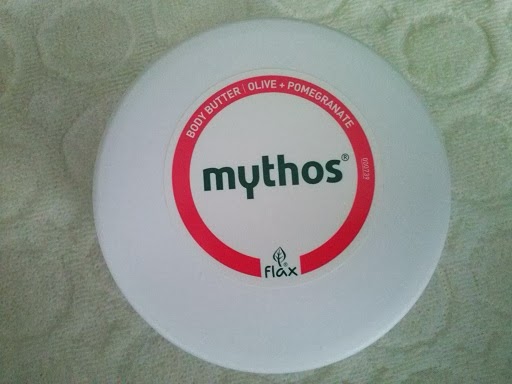 BODY BUTTER | OLIVE + POMEGRANATE
mythos®
flax®